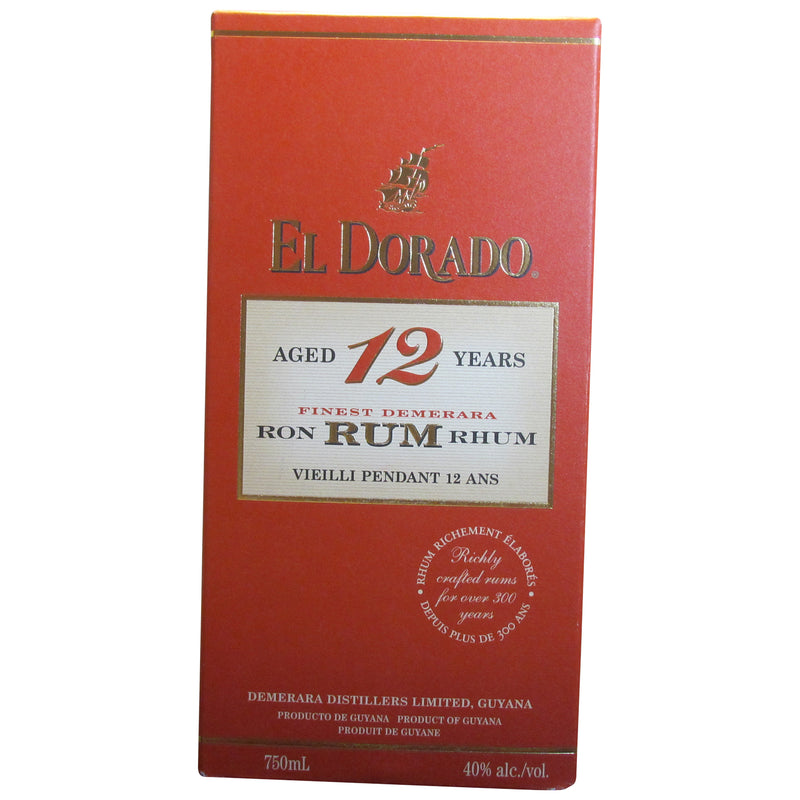 EL DORADO®
AGED 12 YEARS
FINEST DEMERARA
RON RUM RHUM
VIEILLI PENDANT 12 ANS
RHUM RICHEMENT ÉLABORÉS
Richly
crafted rums
for over 300
years
• DEPUIS PLUS DE 300 ANS •
DEMERARA DISTILLERS LIMITED, GUYANA
PRODUCTO DE GUYANA PRODUCT OF GUYANA
PRODUIT DE GUYANE
750mL 40% alc./vol.